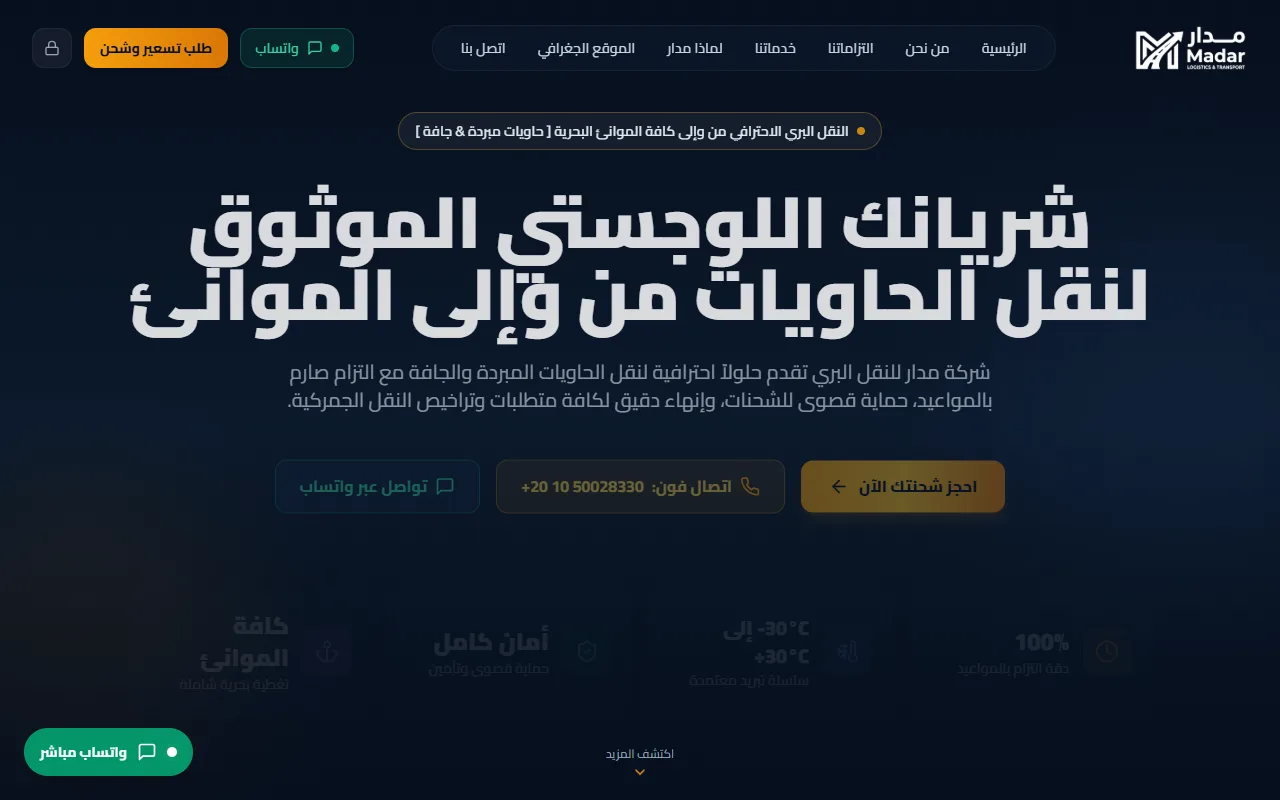 مـدار
Madar
LOGISTICS & TRANSPORT
الرئيسية
من نحن
التزاماتنا
خدماتنا
لماذا مدار
الموقع الجغرافي
اتصل بنا
واتساب
طلب تسعير وشحن
النقل البري الاحترافي من وإلى كافة الموانئ البحرية [ حاويات مبردة & جافة ]
شريانك اللوجستي الموثوق
لنقل الحاويات من وإلى الموانئ
شركة مدار للنقل البري تقدم حلولاً احترافية لنقل الحاويات المبردة والجافة مع التزام صارم
بالمواعيد، حماية قصوى للشحنات، وإنهاء دقيق لكافة متطلبات وتراخيص النقل الجمركية.
احجز شحنتك الآن
اتصال فون: +20 10 50028330
تواصل عبر واتساب
100%
دقة التزام بالمواعيد
-30°C إلى
+30°C
سلسلة تبريد معتمدة
أمان كامل
حماية قصوى وتأمين
كافة
الموانئ
تغطية بحرية شاملة
واتساب مباشر
اكتشف المزيد